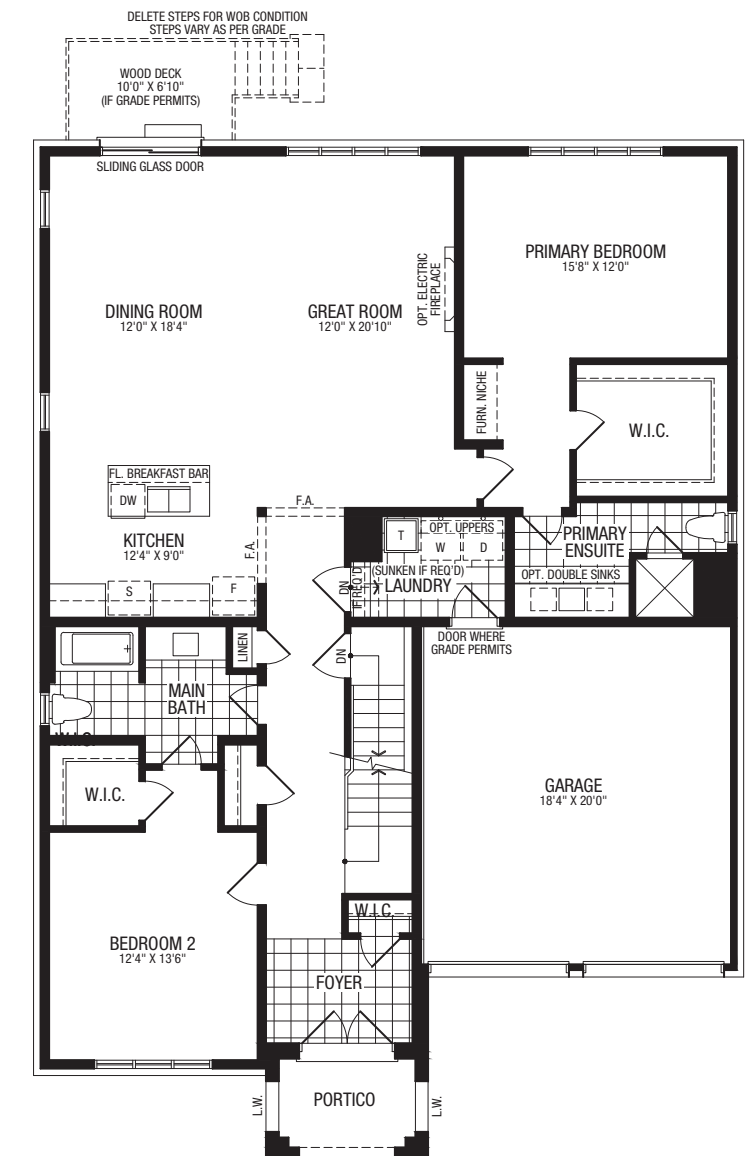 DELETE STEPS FOR WOB CONDITION
STEPS VARY AS PER GRADE
WOOD DECK
10'0" X 6'10"
(IF GRADE PERMITS)
SLIDING GLASS DOOR
PRIMARY BEDROOM
15'8" X 12'0"
DINING ROOM
12'0" X 18'4"
GREAT ROOM
12'0" X 20'10"
OPT. ELECTRIC
FIREPLACE
FURN. NICHE
W.I.C.
FL. BREAKFAST BAR
DW
F.A.
F.A.
KITCHEN
12'4" X 9'0"
S
F
T
OPT. UPPERS
W
D
(SUNKEN IF REQ'D)
LAUNDRY
DN
IF REQ'D
PRIMARY
ENSUITE
OPT. DOUBLE SINKS
DOOR WHERE
GRADE PERMITS
LINEN
DN
MAIN
BATH
W.I.C.
W.I.C.
GARAGE
18'4" X 20'0"
W.I.C.
BEDROOM 2
12'4" X 13'6"
FOYER
L.W.
PORTICO
L.W.